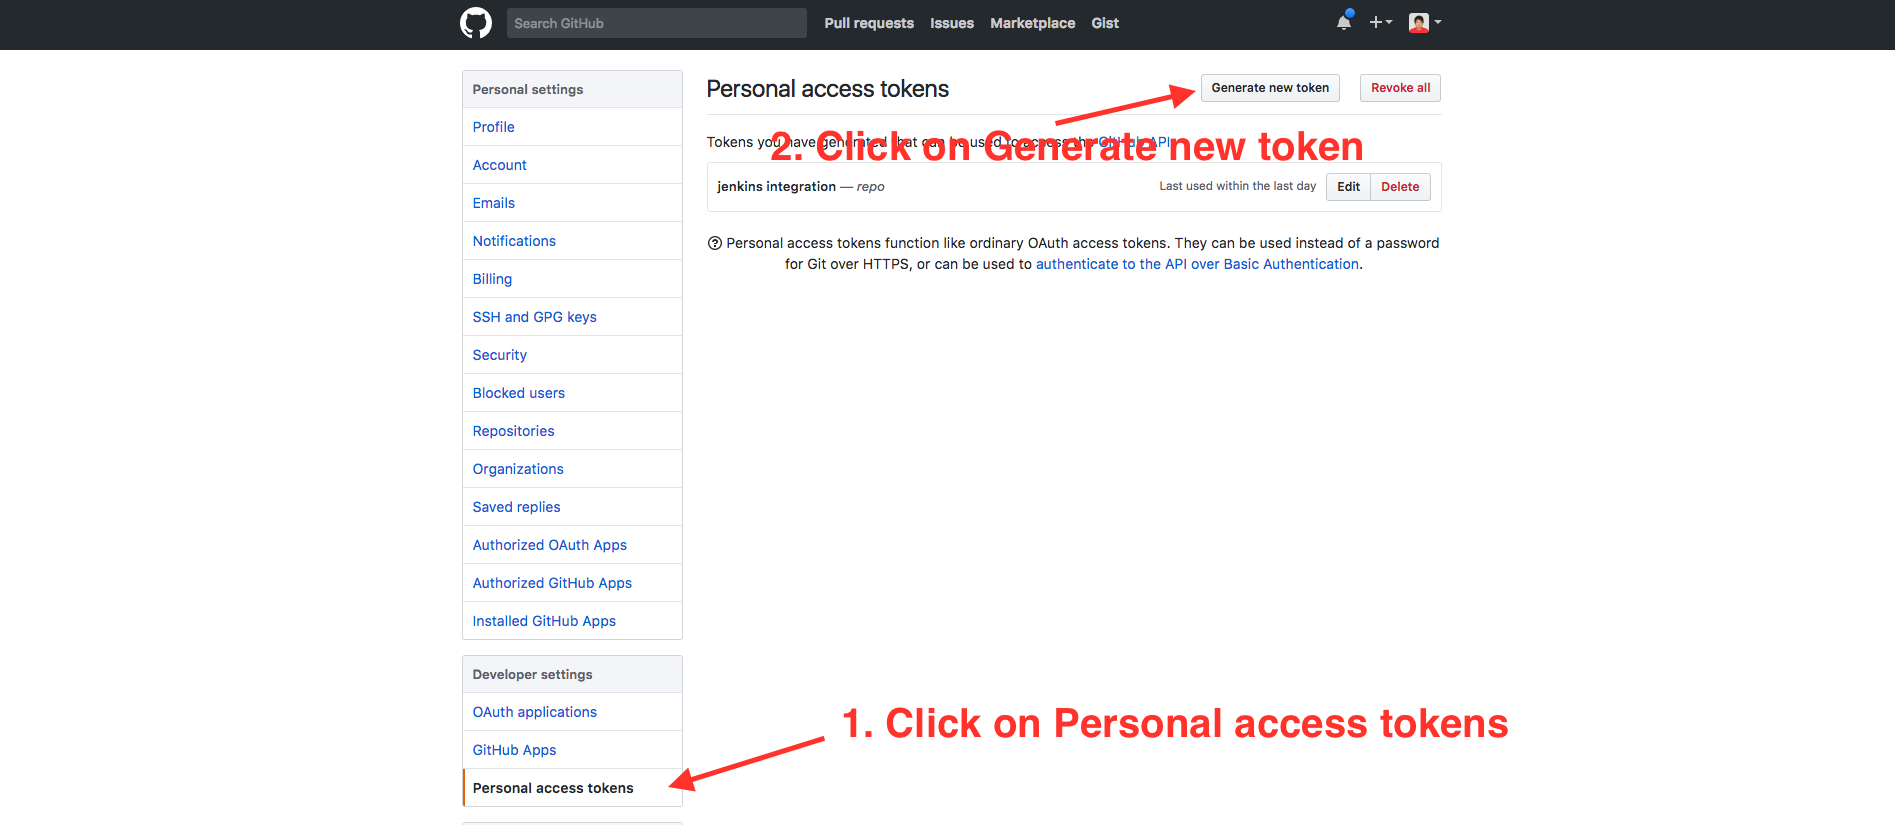 Search GitHub
Pull requests
Issues
Marketplace
Gist
Personal settings
Profile
Account
Emails
Notifications
Billing
SSH and GPG keys
Security
Blocked users
Repositories
Organizations
Saved replies
Authorized OAuth Apps
Authorized GitHub Apps
Installed GitHub Apps
Developer settings
OAuth applications
GitHub Apps
Personal access tokens
Personal access tokens
Generate new token
Revoke all
Tokens you have generated that can be used to access the GitHub API.
2. Click on Generate new token
jenkins integration — repo
Last used within the last day
Edit
Delete
Personal access tokens function like ordinary OAuth access tokens. They can be used instead of a password
for Git over HTTPS, or can be used to authenticate to the API over Basic Authentication.
1. Click on Personal access tokens